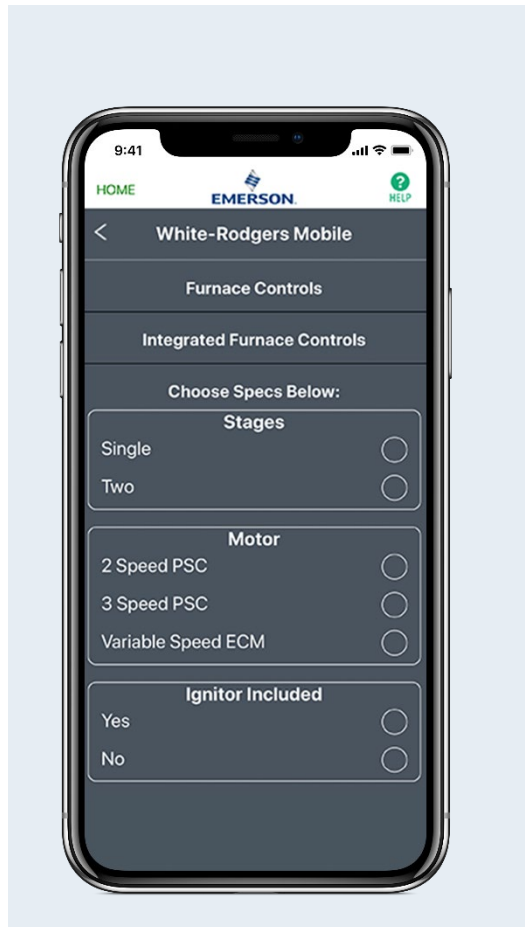 9:41
HOME
EMERSON.
?
HELP
< White-Rodgers Mobile
Furnace Controls
Integrated Furnace Controls
Choose Specs Below:
Stages
Single
Two
Motor
2 Speed PSC
3 Speed PSC
Variable Speed ECM
Ignitor Included
Yes
No